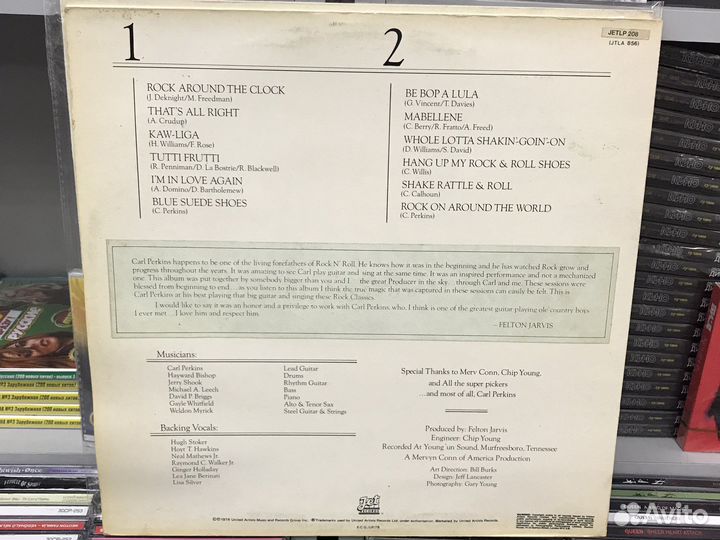 1
2
JETLP 208
(JTLA 856)
ROCK AROUND THE CLOCK
(J. Deknight/M. Freedman)
THAT'S ALL RIGHT
(A. Crudup)
KAW-LIGA
(H. Williams/F. Rose)
TUTTI FRUTTI
(R. Penniman/D. La Bostrie/R. Blackwell)
I'M IN LOVE AGAIN
(A. Domino/D. Bartholemew)
BLUE SUEDE SHOES
(C. Perkins)
BE BOP A LULA
(G. Vincent/T. Davies)
MABELLENE
(C. Berry/R. Fratto/A. Freed)
WHOLE LOTTA SHAKIN'-GOIN'-ON
(D. Williams/S. David)
HANG UP MY ROCK & ROLL SHOES
(C. Willis)
SHAKE RATTLE & ROLL
(C. Calhoun)
ROCK ON AROUND THE WORLD
(C. Perkins)
Carl Perkins happens to be one of the living forefathers of Rock N' Roll. He knows how it was in the beginning and he has watched Rock grow and
progress throughout the years. It was amazing to see Carl play guitar and sing at the same time. It was an inspired performance and not a mechanized
one. This album was put together by somebody bigger than you and I the great Producer in the sky... through Carl and me. These sessions were
blessed from beginning to end... as you listen to this album I think the true magic that was captured in these sessions can easily be felt. This is
Carl Perkins at his best playing that big guitar and singing these Rock Classics.
I would like to say it was an honor and a privilege to work with Carl Perkins, who, I think is one of the greatest guitar playing ole' country boys
I ever met... I love him and respect him.
– FELTON JARVIS
Musicians:
Carl Perkins Lead Guitar
Hayward Bishop Drums
Jerry Shook Rhythm Guitar
Michael A. Leech Bass
David P. Briggs Piano
Gayle Whitfield Alto & Tenor Sax
Weldon Myrick Steel Guitar & Strings
Backing Vocals:
Hugh Stoker
Hoyt T. Hawkins
Neal Mathews Jr.
Raymond C. Walker Jr.
Ginger Holladay
Lea Jane Berinati
Lisa Silver
Special Thanks to Merv Conn, Chip Young,
and All the super pickers
...and most of all, Carl Perkins
Produced by: Felton Jarvis
Engineer: Chip Young
Recorded At Young 'un Sound, Murfreesboro, Tennessee
A Mervyn Conn of America Production
Art Direction: Bill Burks
Design: Jeff Lancaster
Photography: Gary Young
Jet
RECORDS
Avito